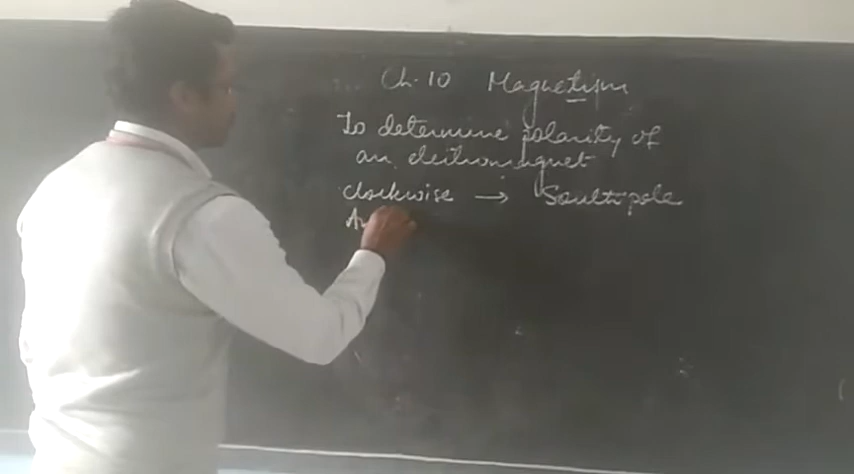 Ch. 10 Magnetism
To determine polarity of
an electromagnet
Clockwise → South pole